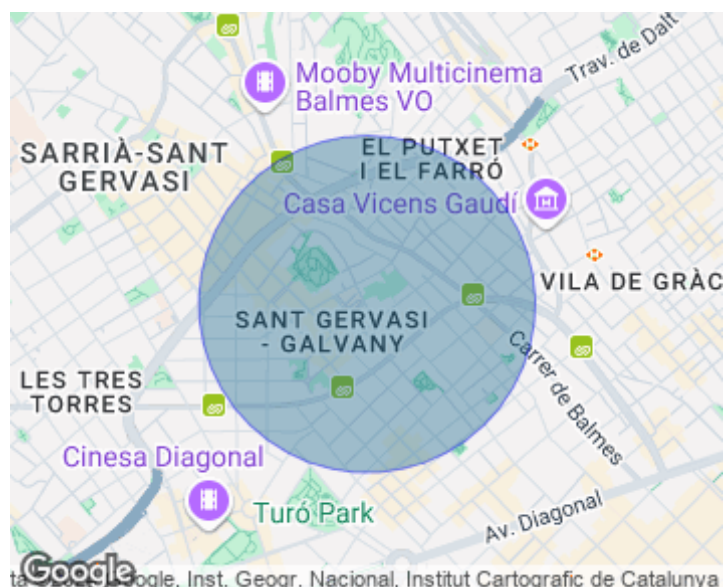 Mooby Multicinema
Balmes VO
Trav. de Dalt
SARRIÀ-SANT
GERVASI
EL PUTXET
I EL FARRÓ
Casa Vicens Gaudí
VILA DE GRÀC
SANT GERVASI
- GALVANY
LES TRES
TORRES
Carrer de Balmes
Cinesa Diagonal
Turó Park
Av. Diagonal
Google
ogle, Inst. Geogr. Nacional, Institut Cartografic de Catalunya